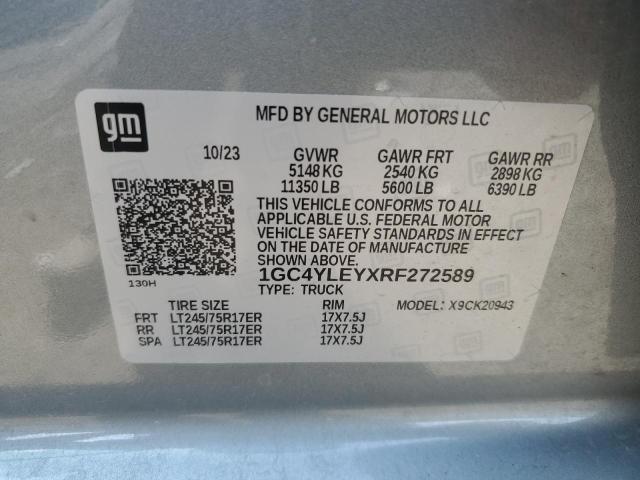 gm
MFD BY GENERAL MOTORS LLC
10/23 GVWR GAWR FRT GAWR RR
5148 KG 2540 KG 2898 KG
11350 LB 5600 LB 6390 LB
THIS VEHICLE CONFORMS TO ALL
APPLICABLE U.S. FEDERAL MOTOR
VEHICLE SAFETY STANDARDS IN EFFECT
ON THE DATE OF MANUFACTURE
SHOWN ABOVE.
130H 1GC4YLEYXRF272589
TYPE: TRUCK MODEL: X9CK20943
TIRE SIZE RIM
FRT LT245/75R17ER 17X7.5J
RR LT245/75R17ER 17X7.5J
SPA LT245/75R17ER 17X7.5J